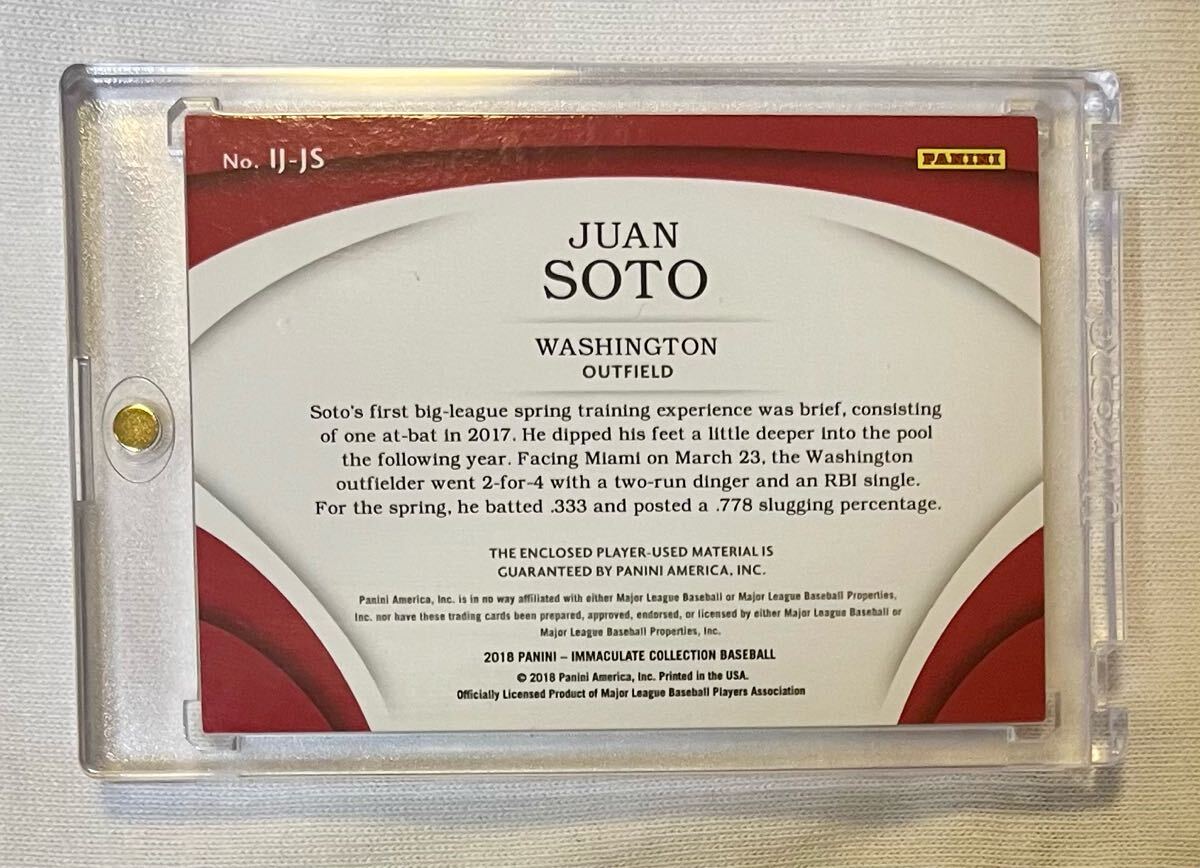 No. IJ-JS
PANINI
JUAN
SOTO
WASHINGTON
OUTFIELD
Soto's first big-league spring training experience was brief, consisting
of one at-bat in 2017. He dipped his feet a little deeper into the pool
the following year. Facing Miami on March 23, the Washington
outfielder went 2-for-4 with a two-run dinger and an RBI single.
For the spring, he batted .333 and posted a .778 slugging percentage.
THE ENCLOSED PLAYER-USED MATERIAL IS
GUARANTEED BY PANINI AMERICA, INC.
Panini America, Inc. is in no way affiliated with either Major League Baseball or Major League Baseball Properties,
Inc. nor have these trading cards been prepared, approved, endorsed, or licensed by either Major League Baseball or
Major League Baseball Properties, Inc.
2018 PANINI – IMMACULATE COLLECTION BASEBALL
© 2018 Panini America, Inc. Printed in the USA.
Officially Licensed Product of Major League Baseball Players Association